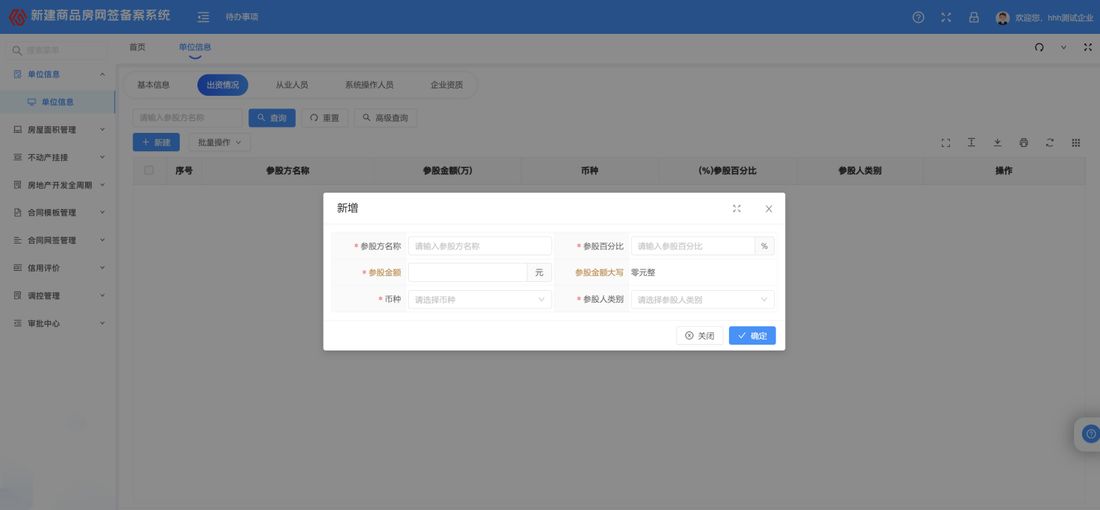 新建商品房网签备案系统
待办事项
欢迎您，hhh测试企业
搜索菜单
首页
单位信息
单位信息
单位信息
房屋面积管理
不动产挂接
房地产开发全周期
合同模板管理
合同网签管理
信用评价
调控管理
审批中心
基本信息
出资情况
从业人员
系统操作人员
企业资质
请输入参股方名称
查询
重置
高级查询
新建
批量操作
序号
参股方名称
参股金额(万)
币种
(%)参股百分比
参股人类别
操作
新增
* 参股方名称
请输入参股方名称
* 参股百分比
请输入参股百分比
%
* 参股金额
元
参股金额大写
零元整
* 币种
请选择币种
* 参股人类别
请选择参股人类别
关闭
确定